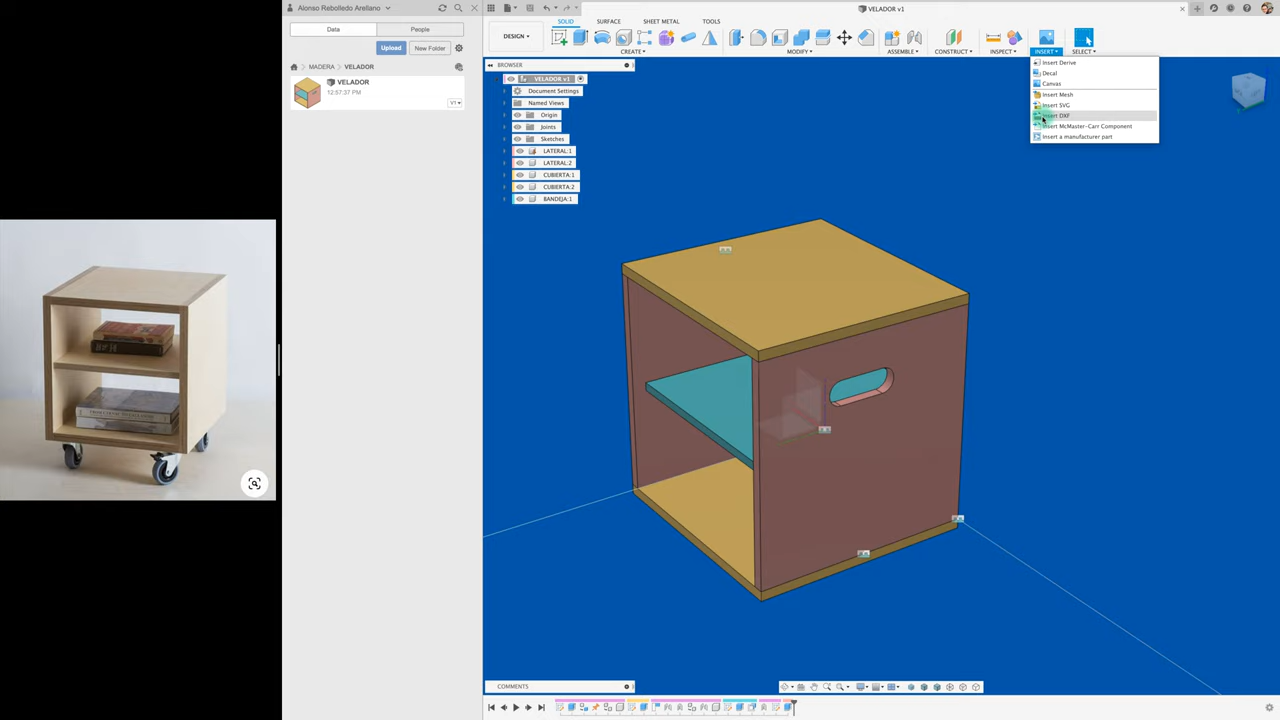 Alonso Rebolledo Arellano
Data
People
Upload
New Folder
MADERA
VELADOR
VELADOR
12:57:37 PM
V1
VELADOR v1
SOLID
SURFACE
SHEET METAL
TOOLS
DESIGN
CREATE
MODIFY
ASSEMBLE
CONSTRUCT
INSPECT
INSERT
SELECT
Insert Derive
Decal
Canvas
Insert Mesh
Insert SVG
Insert DXF
Insert McMaster-Carr Component
Insert a manufacturer part
BROWSER
VELADOR v1
Document Settings
Named Views
Origin
Joints
Sketches
LATERAL:1
LATERAL:2
CUBIERTA:1
CUBIERTA:2
BANDEJA:1
COMMENTS